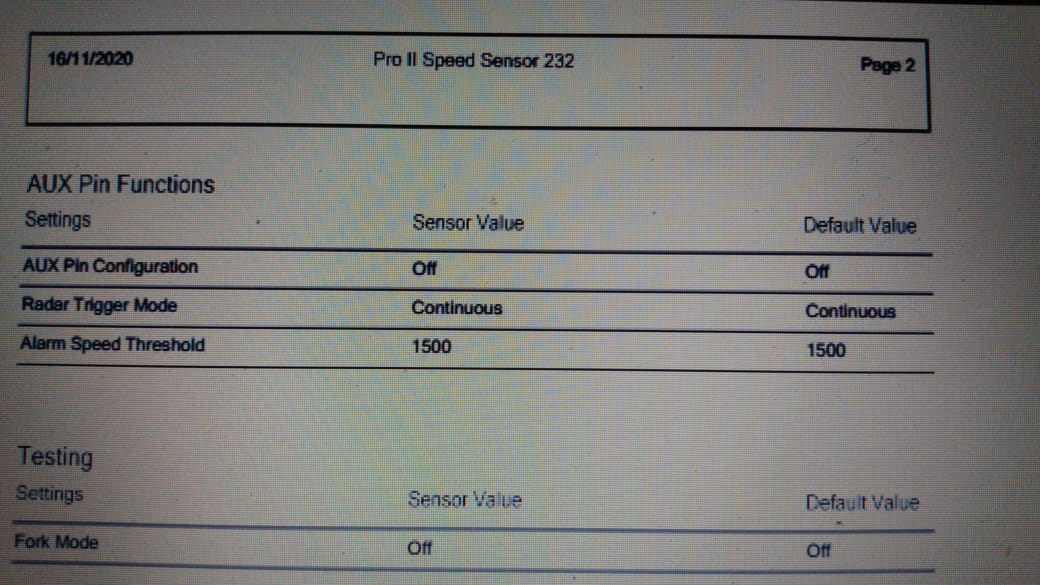 16/11/2020 Pro II Speed Sensor 232 Page 2
AUX Pin Functions
Settings Sensor Value Default Value
AUX Pin Configuration Off Off
Radar Trigger Mode Continuous Continuous
Alarm Speed Threshold 1500 1500
Testing
Settings Sensor Value Default Value
Fork Mode Off Off